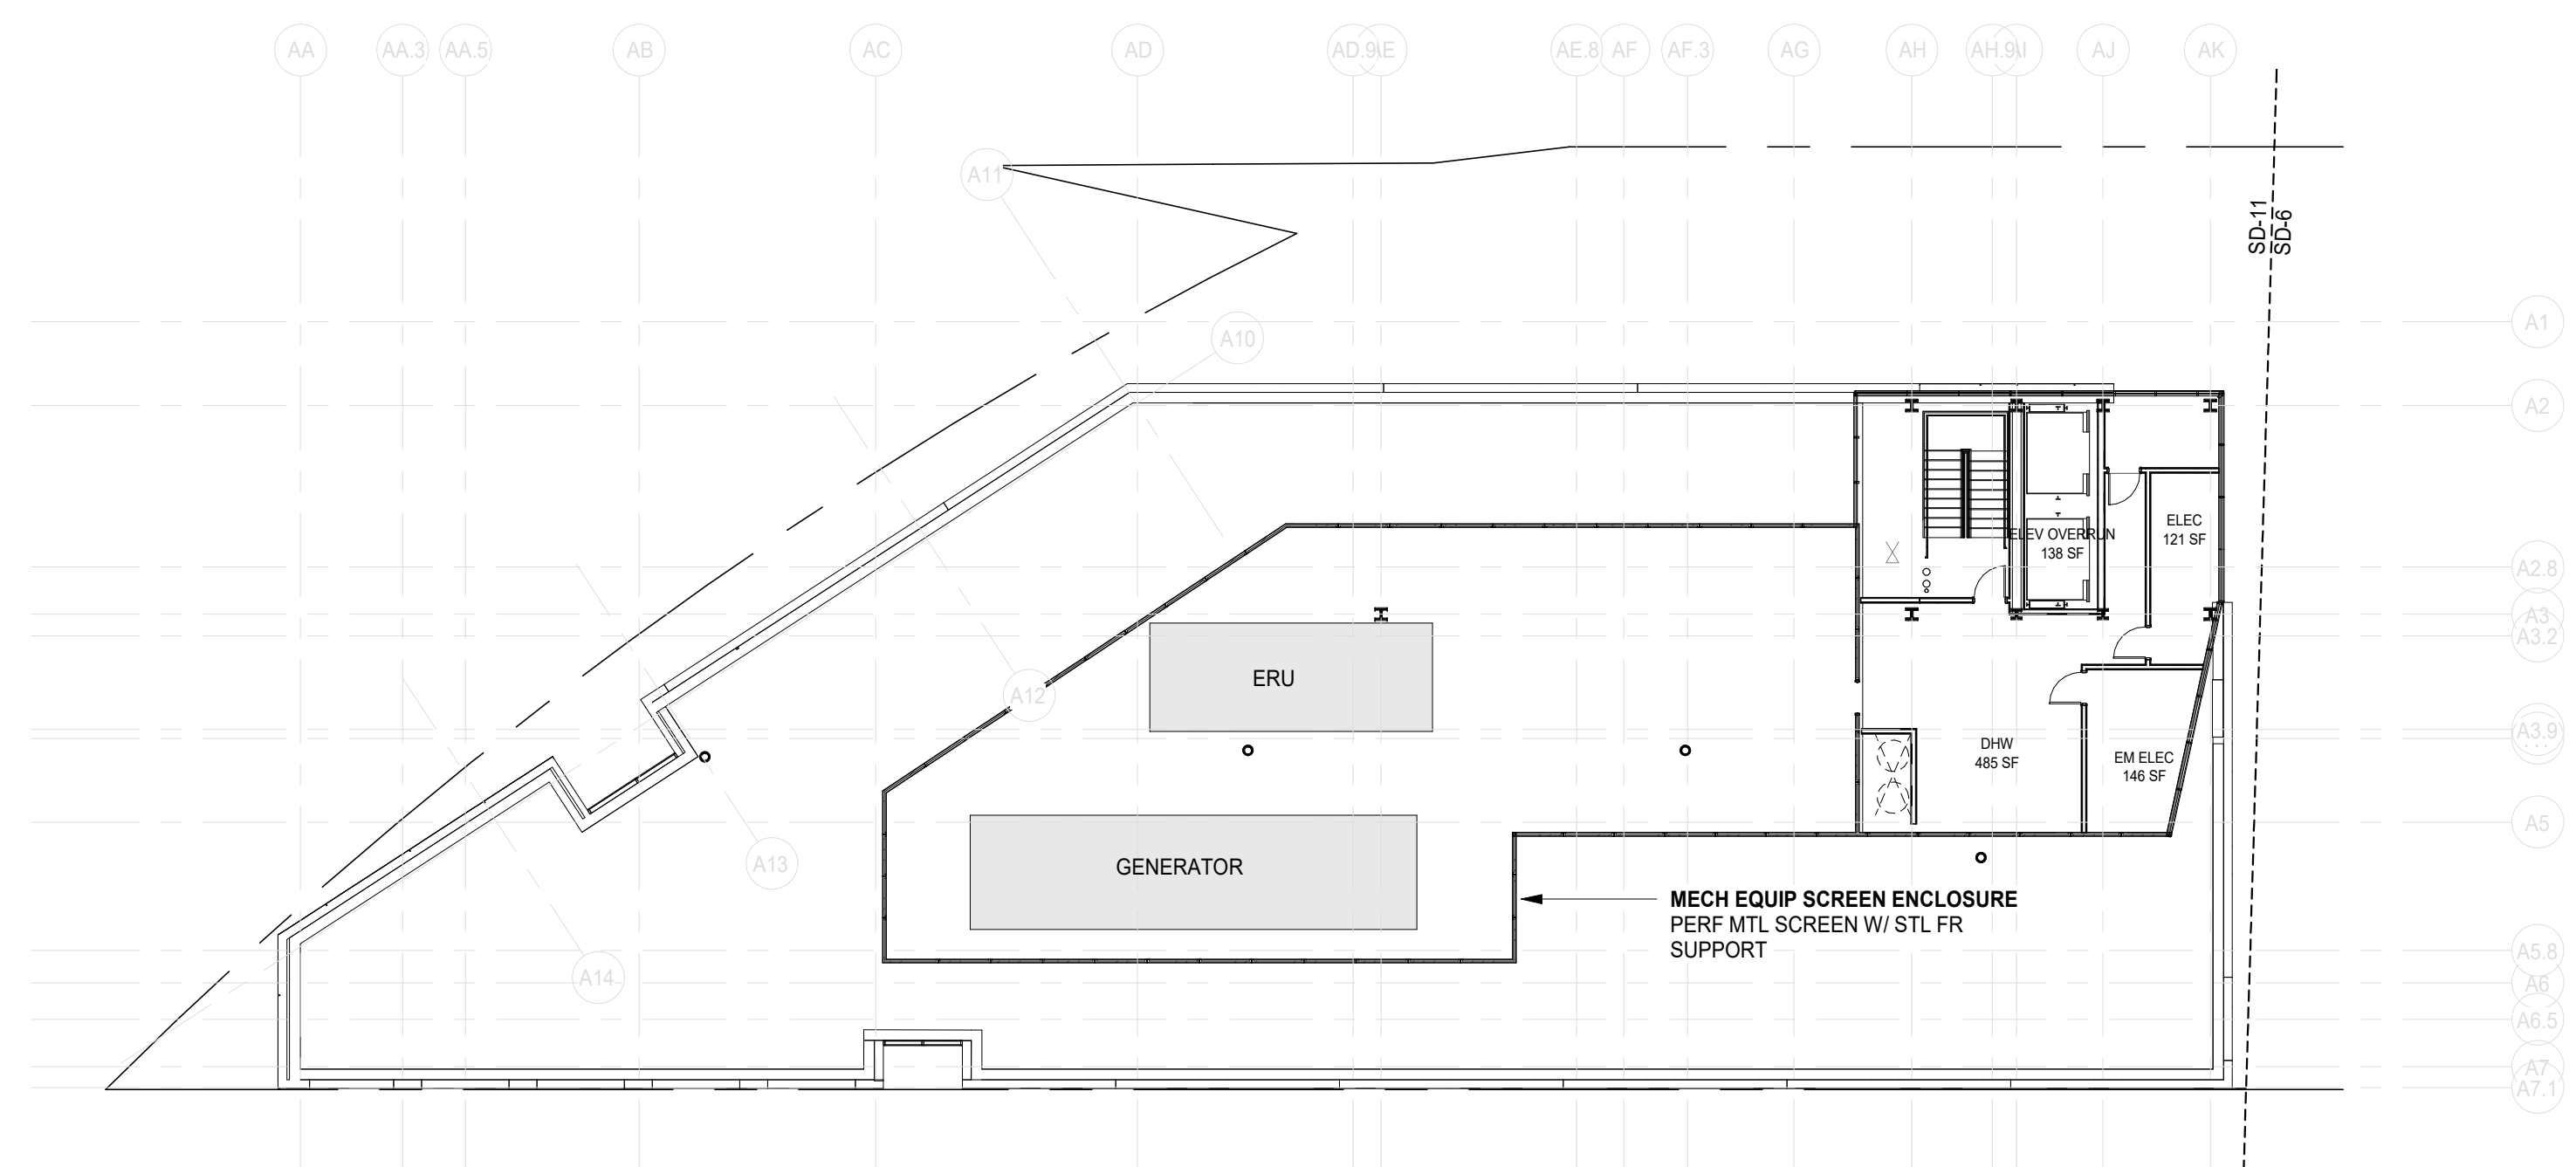 AA
AA.3
AA.5
AB
AC
AD
AD.9
AE
AE.8
AF
AF.3
AG
AH
AH.9
AI
AJ
AK
SD-11
SD-6
A11
A10
A1
A2
ELEC
121 SF
ELEV OVERRUN
138 SF
A2.8
A3
A3.2
ERU
A12
A3.9
DHW
485 SF
EM ELEC
146 SF
A5
A13
GENERATOR
MECH EQUIP SCREEN ENCLOSURE
PERF MTL SCREEN W/ STL FR
SUPPORT
A14
A5.8
A6
A6.5
A7
A7.1